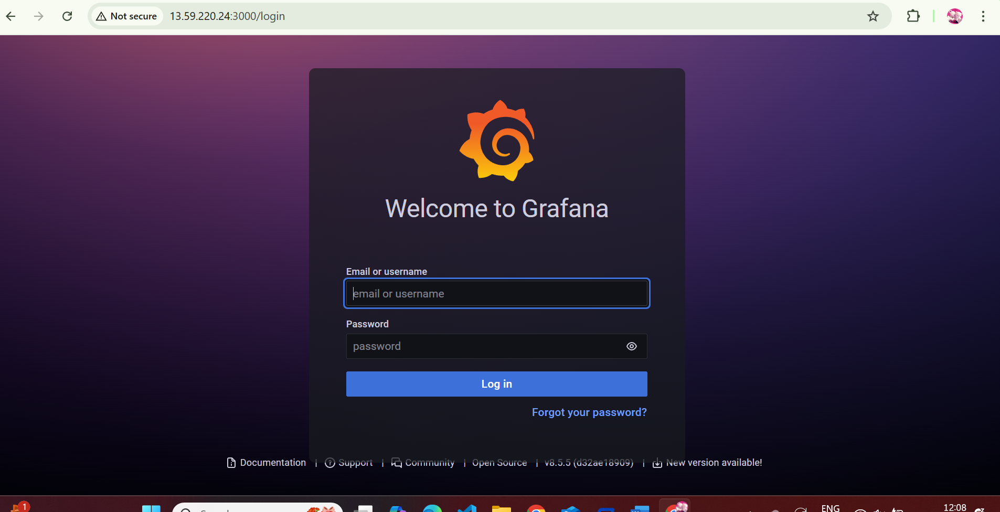 Not secure 13.59.220.24:3000/login
Welcome to Grafana
Email or username
email or username
Password
password
Log in
Forgot your password?
Documentation | Support | Community | Open Source | v8.5.5 (d32ae18909) | New version available!
1
ENG
12:08